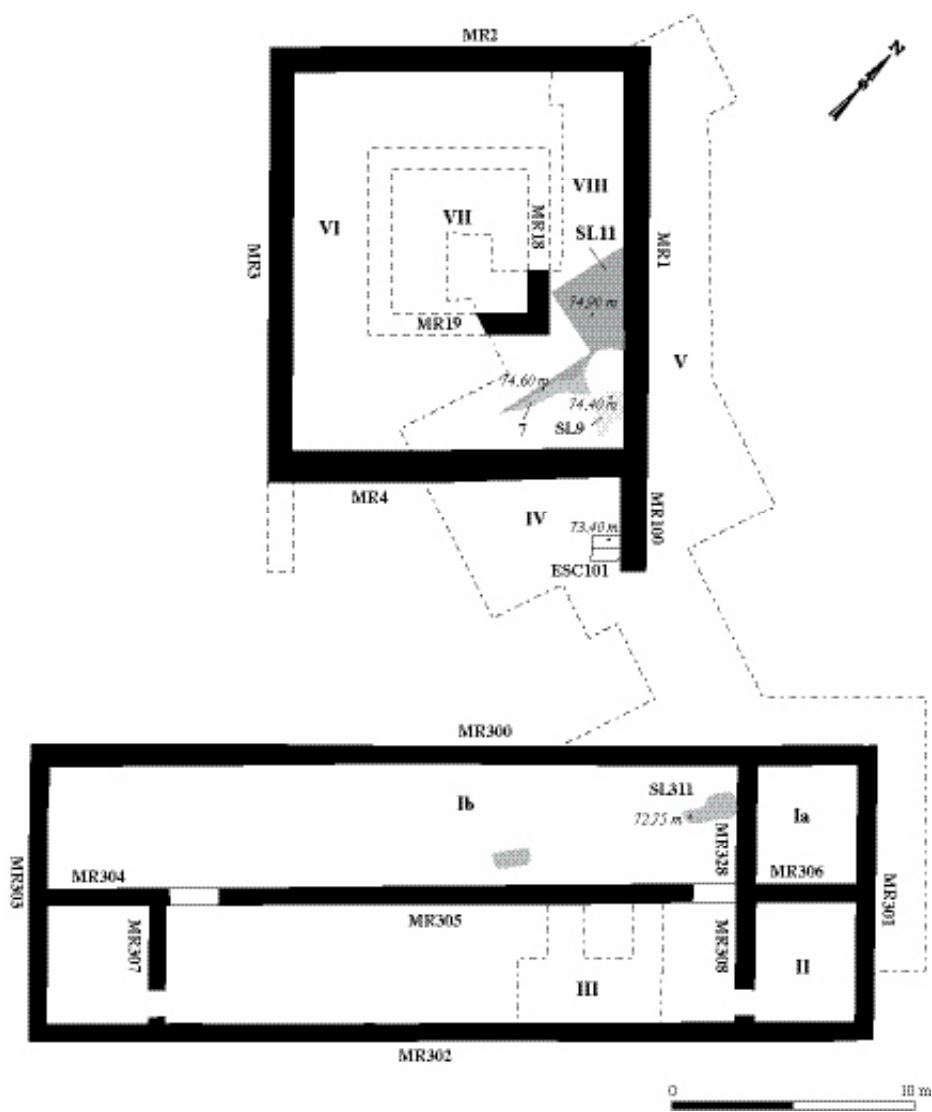 MR2
N
VIII
MR18
VI
VII
SL11
MR3
MR1
74,90 m
MR19
V
74,60 m
74,40 m
7
SL9
MR4
IV
MR100
73,40 m
ESC101
MR300
SL311
Ib
72,75 m
Ia
MR328
MR304
MR306
MR303
MR301
MR305
MR307
MR308
II
III
MR302
0
10 m